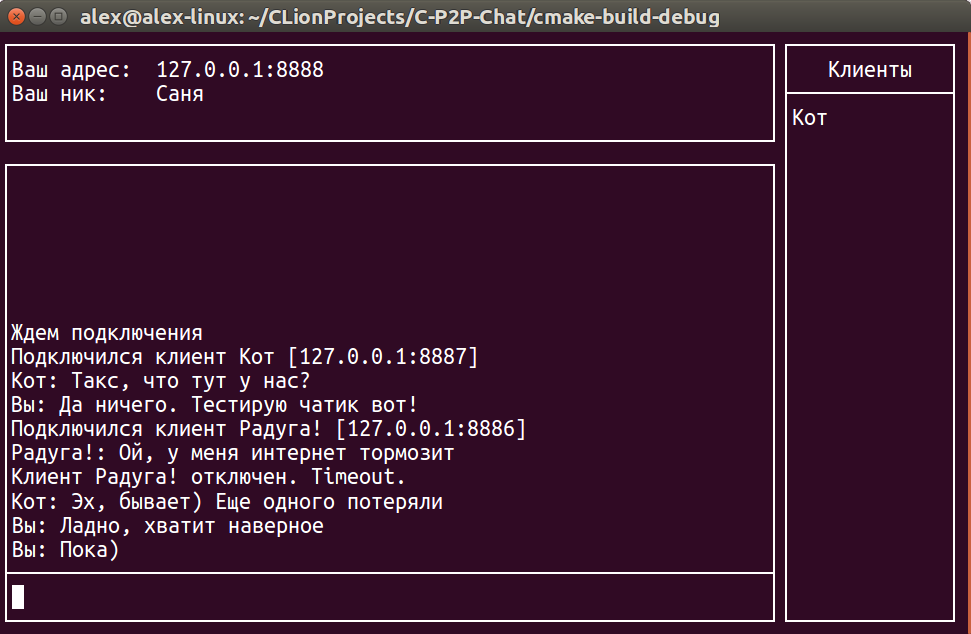 alex@alex-linux: ~/CLionProjects/C-P2P-Chat/cmake-build-debug
Ваш адрес: 127.0.0.1:8888
Ваш ник: Саня
Клиенты
Кот
Ждем подключения
Подключился клиент Кот [127.0.0.1:8887]
Кот: Такс, что тут у нас?
Вы: Да ничего. Тестирую чатик вот!
Подключился клиент Радуга! [127.0.0.1:8886]
Радуга!: Ой, у меня интернет тормозит
Клиент Радуга! отключен. Timeout.
Кот: Эх, бывает) Еще одного потеряли
Вы: Ладно, хватит наверное
Вы: Пока)